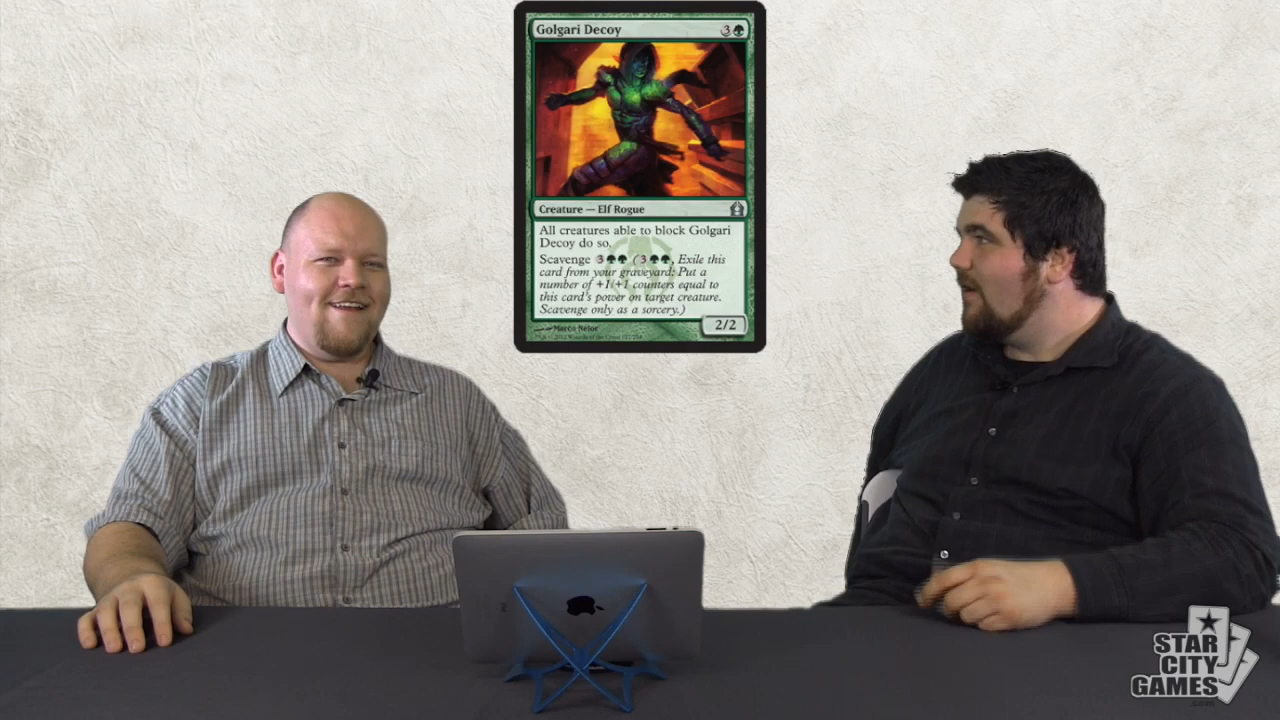 Golgari Decoy 3
Creature — Elf Rogue
All creatures able to block Golgari
Decoy do so.
Scavenge 3 (3, Exile this
card from your graveyard: Put a
number of +1/+1 counters equal to
this card's power on target creature.
Scavenge only as a sorcery.)
2/2
STAR
CITY
GAMES
.com